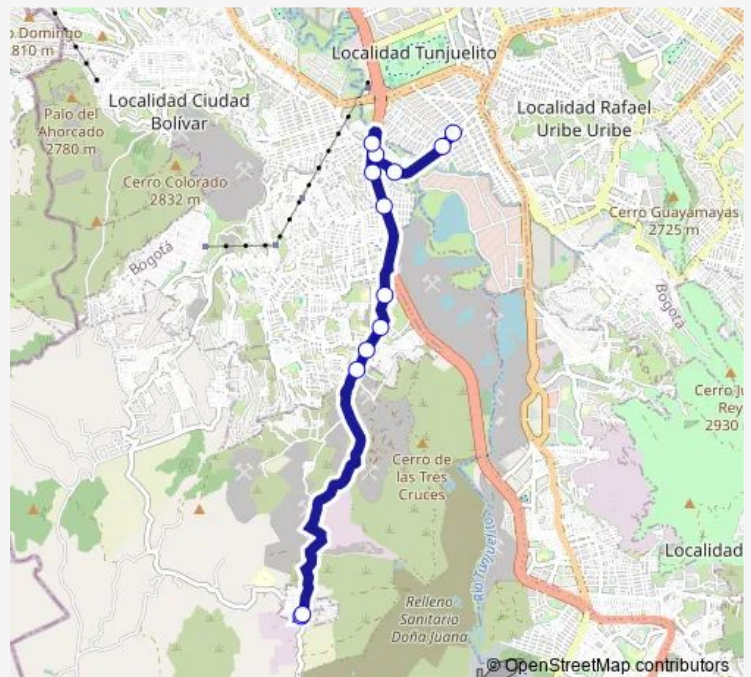 o Domingo
810 m
Localidad Tunjuelito
Localidad Ciudad
Bolívar
Localidad Rafael
Uribe Uribe
Palo del
Ahorcado
2780 m
Cerro Colorado
2832 m
Cerro Guayamayas
2725 m
Bogotá
Bogotá
Cerro Ju
Rey
2930
Cerro de
las Tres
Cruces
Río Tunjuelito
Localidad
Relleno
Sanitario
Doña Juana
© OpenStreetMap contributors